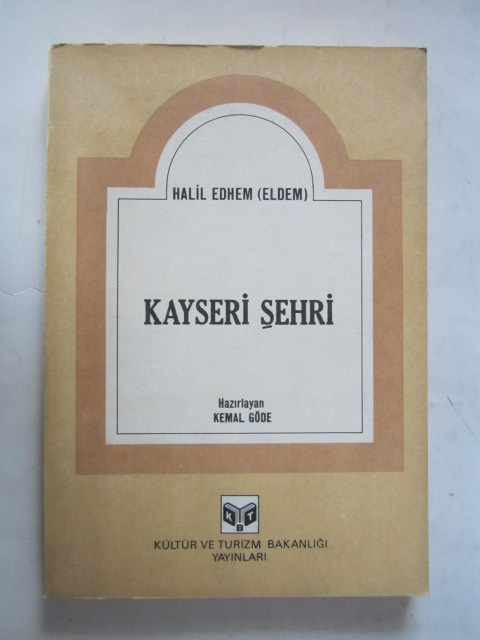 HALİL EDHEM (ELDEM)
KAYSERİ ŞEHRİ
Hazırlayan
KEMAL GÖDE
K B T
KÜLTÜR VE TURİZM BAKANLIĞI
YAYINLARI